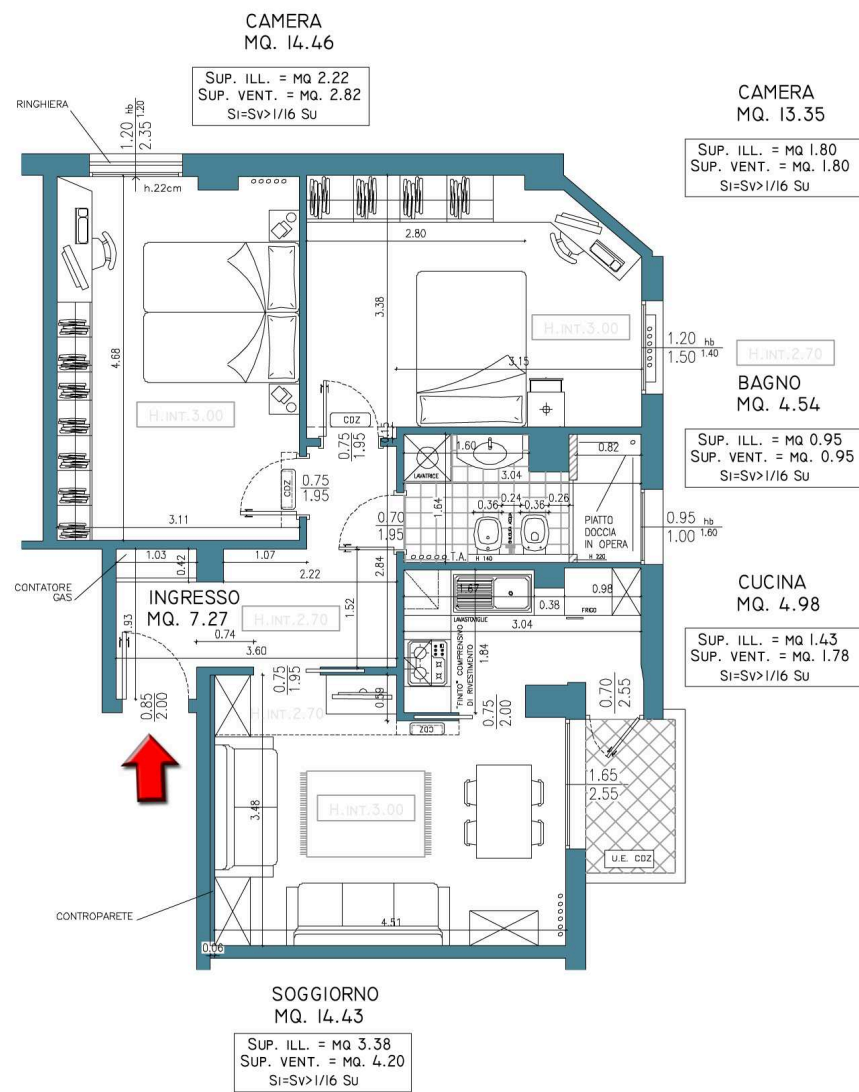 CAMERA
MQ. 14.46
SUP. ILL. = MQ 2.22
SUP. VENT. = MQ. 2.82
SI=SV>1/16 SU
RINGHIERA
1.20 hb 1.20
2.35
h.22cm
CAMERA
MQ. 13.35
SUP. ILL. = MQ 1.80
SUP. VENT. = MQ 1.80
SI=SV>1/16 SU
2.80
3.38
4.68
H.INT.3.00
3.15
1.20 hb
1.50 1.40
H.INT.2.70
BAGNO
MQ. 4.54
SUP. ILL. = MQ 0.95
SUP. VENT. = MQ 0.95
SI=SV>1/16 SU
H.INT.3.00
CDZ
0.75
1.95
0.15
1.60
3.04
0.82
LAVATRICE
CDZ
0.75
1.95
1.64
0.36
0.24
0.36
0.26
PIATTO
DOCCIA
IN OPERA
0.70
1.95
0.95 hb
1.00 1.60
3.11
T.A.
H 140
H 220
1.03
0.42
1.07
2.22
2.84
CONTATORE
GAS
INGRESSO
MQ. 7.27
H.INT.2.70
1.93
0.74
3.60
1.52
1.67
LAVASTOVIGLIE
0.38
0.98
FRIGO
3.04
1.84
"FINITO" COMPRENSIVO
DI RIVESTIMENTO
CUCINA
MQ. 4.98
SUP. ILL. = MQ 1.43
SUP. VENT. = MQ. 1.78
SI=SV>1/16 SU
0.85
2.00
0.75
1.95
0.59
H.INT.2.70
0.75
2.00
CDZ
0.70
2.55
1.65
2.55
3.48
H.INT.3.00
U.E. CDZ
CONTROPARETE
4.51
0.06
SOGGIORNO
MQ. 14.43
SUP. ILL. = MQ 3.38
SUP. VENT. = MQ. 4.20
SI=SV>1/16 SU